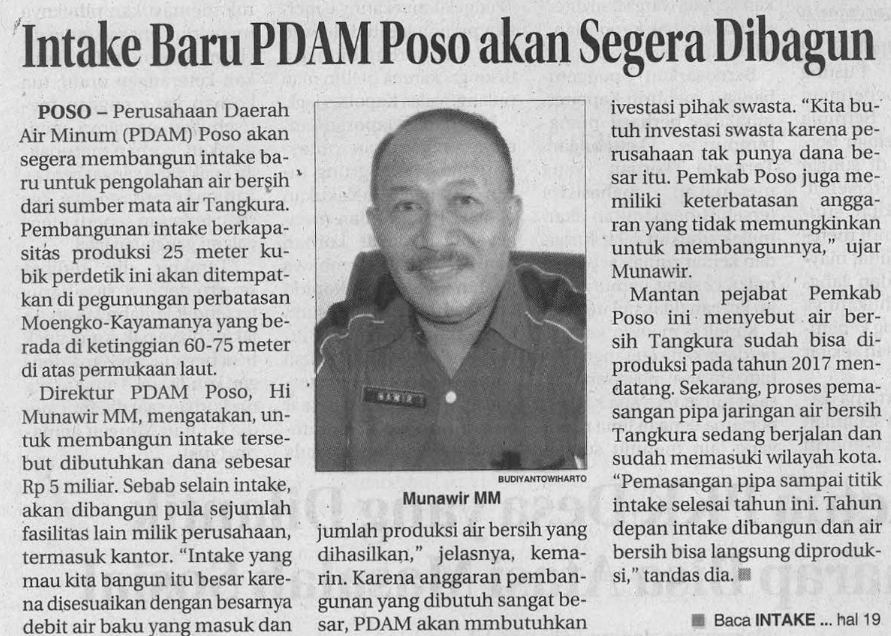 Intake Baru PDAM Poso akan Segera Dibagun
POSO – Perusahaan Daerah
Air Minum (PDAM) Poso akan
segera membangun intake ba-
ru untuk pengolahan air bersih
dari sumber mata air Tangkura.
Pembangunan intake berkapa-
sitas produksi 25 meter ku-
bik perdetik ini akan ditempat-
kan di pegunungan perbatasan
Moengko-Kayamanya yang be-
rada di ketinggian 60-75 meter
di atas permukaan laut.
Direktur PDAM Poso, Hi
Munawir MM, mengatakan, un-
tuk membangun intake terse-
but dibutuhkan dana sebesar
Rp 5 miliar. Sebab selain intake,
akan dibangun pula sejumlah
fasilitas lain milik perusahaan,
termasuk kantor. “Intake yang
mau kita bangun itu besar kare-
na disesuaikan dengan besarnya
debit air baku yang masuk dan
NAWIR
BUDIYANTOWIHARTO
Munawir MM
jumlah produksi air bersih yang
dihasilkan,” jelasnya, kema-
rin. Karena anggaran pemban-
gunan yang dibutuh sangat be-
sar, PDAM akan mmbutuhkan
ivestasi pihak swasta. “Kita bu-
tuh investasi swasta karena pe-
rusahaan tak punya dana be-
sar itu. Pemkab Poso juga me-
miliki keterbatasan angga-
ran yang tidak memungkinkan
untuk membangunnya,” ujar
Munawir.
Mantan pejabat Pemkab
Poso ini menyebut air ber-
sih Tangkura sudah bisa di-
produksi pada tahun 2017 men-
datang. Sekarang, proses pema-
sangan pipa jaringan air bersih
Tangkura sedang berjalan dan
sudah memasuki wilayah kota.
“Pemasangan pipa sampai titik
intake selesai tahun ini. Tahun
depan intake dibangun dan air
bersih bisa langsung diproduk-
si,” tandas dia.
Baca INTAKE ... hal 19